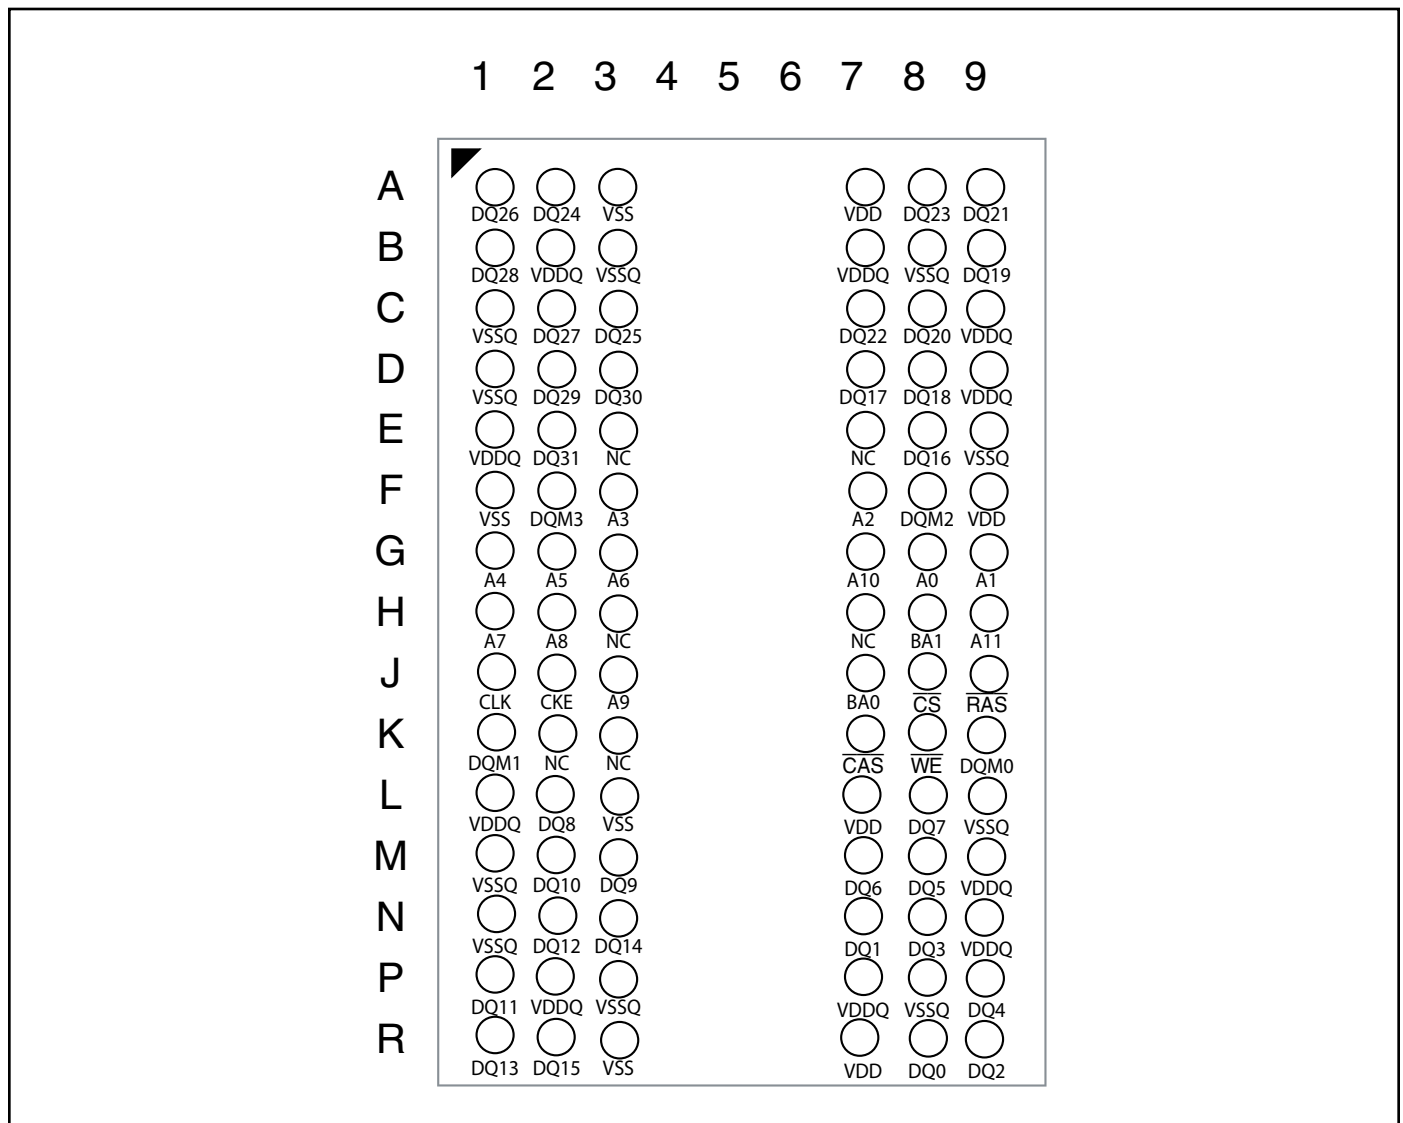 1 2 3 4 5 6 7 8 9
A
DQ26 DQ24 VSS VDD DQ23 DQ21
B
DQ28 VDDQ VSSQ VDDQ VSSQ DQ19
C
VSSQ DQ27 DQ25 DQ22 DQ20 VDDQ
D
VSSQ DQ29 DQ30 DQ17 DQ18 VDDQ
E
VDDQ DQ31 NC NC DQ16 VSSQ
F
VSS DQM3 A3 A2 DQM2 VDD
G
A4 A5 A6 A10 A0 A1
H
A7 A8 NC NC BA1 A11
J
CLK CKE A9 BA0 C̅S̅ R̅A̅S̅
K
DQM1 NC NC C̅A̅S̅ W̅E̅ DQM0
L
VDDQ DQ8 VSS VDD DQ7 VSSQ
M
VSSQ DQ10 DQ9 DQ6 DQ5 VDDQ
N
VSSQ DQ12 DQ14 DQ1 DQ3 VDDQ
P
DQ11 VDDQ VSSQ VDDQ VSSQ DQ4
R
DQ13 DQ15 VSS VDD DQ0 DQ2